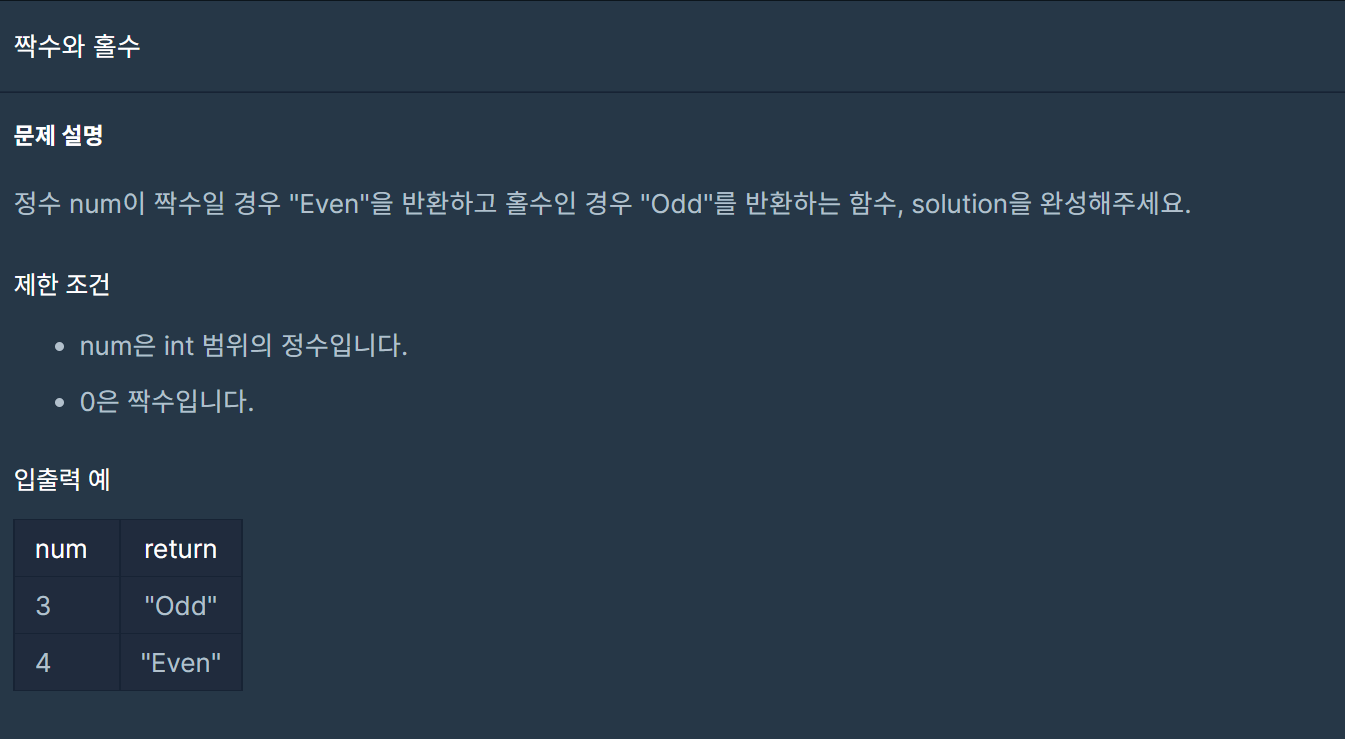 짝수와 홀수
문제 설명
정수 num이 짝수일 경우 "Even"을 반환하고 홀수인 경우 "Odd"를 반환하는 함수, solution을 완성해주세요.
제한 조건
• num은 int 범위의 정수입니다.
• 0은 짝수입니다.
입출력 예
num return
3 "Odd"
4 "Even"